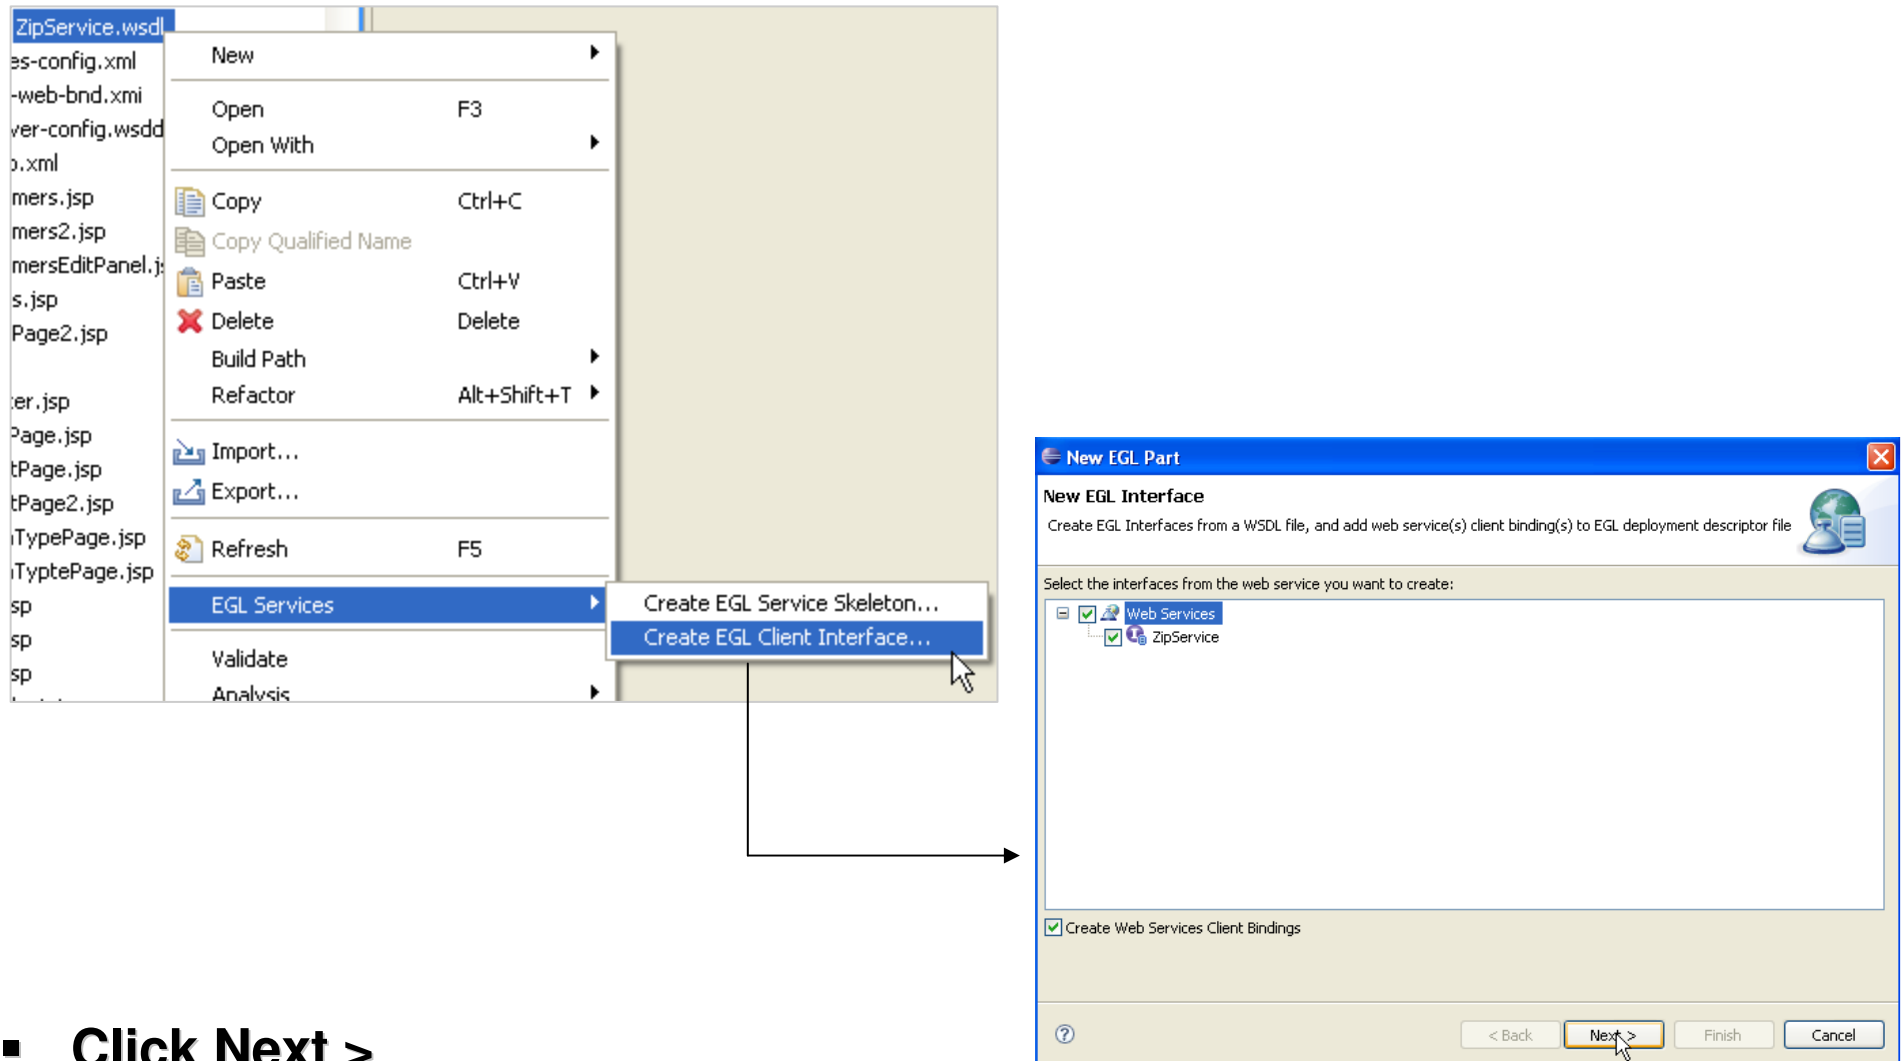 ZipService.wsdl
es-config.xml
-web-bnd.xmi
ver-config.wsdd
o.xml
mers.jsp
mers2.jsp
mersEditPanel.js
s.jsp
Page2.jsp
ter.jsp
Page.jsp
tPage.jsp
tPage2.jsp
nTypePage.jsp
nTyptePage.jsp
sp
sp
sp
New
Open F3
Open With
Copy Ctrl+C
Copy Qualified Name
Paste Ctrl+V
Delete Delete
Build Path
Refactor Alt+Shift+T
Import...
Export...
Refresh F5
EGL Services
Validate
Analysis
Create EGL Service Skeleton...
Create EGL Client Interface...
New EGL Part
New EGL Interface
Create EGL Interfaces from a WSDL file, and add web service(s) client binding(s) to EGL deployment descriptor file
Select the interfaces from the web service you want to create:
Web Services
ZipService
Create Web Services Client Bindings
< Back Next > Finish Cancel
▪ Click Next >